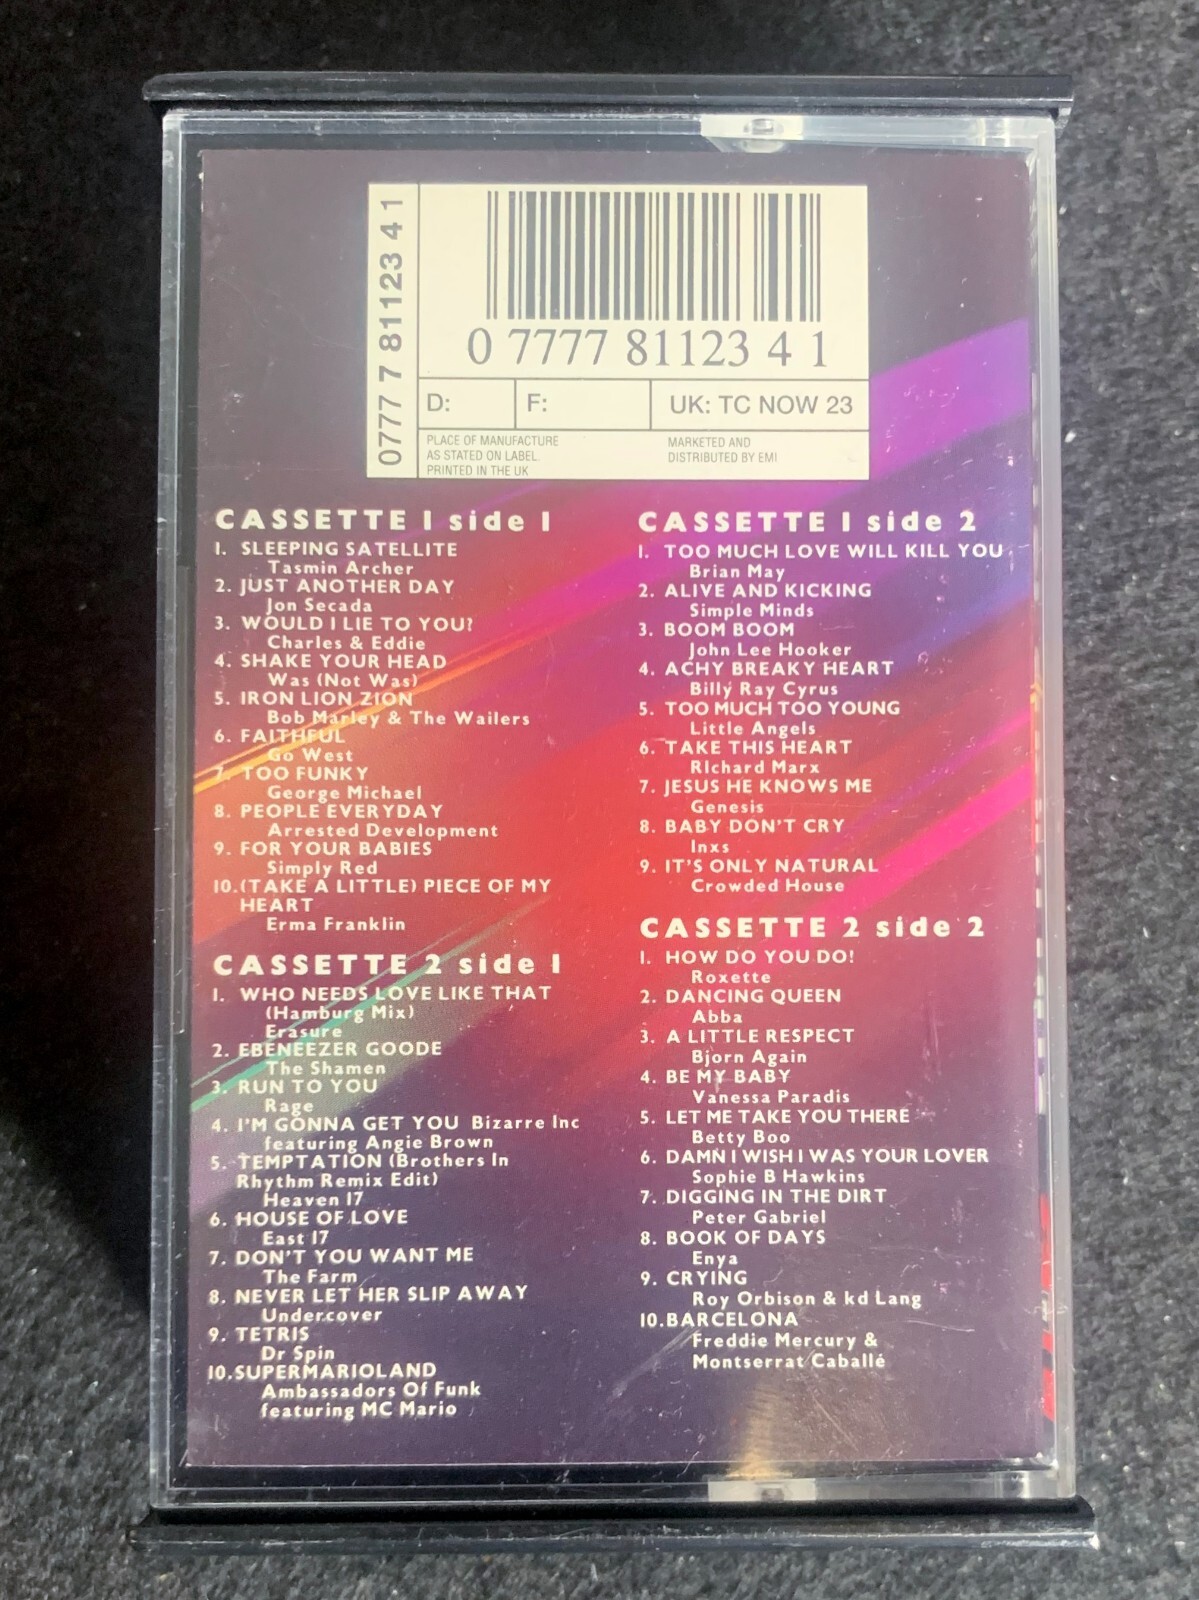 0777 7 81123 4 1
0 7777 81123 4 1
D:
F:
UK: TC NOW 23
PLACE OF MANUFACTURE
AS STATED ON LABEL.
PRINTED IN THE UK
MARKETED AND
DISTRIBUTED BY EMI
CASSETTE 1 side 1
1. SLEEPING SATELLITE
Tasmin Archer
2. JUST ANOTHER DAY
Jon Secada
3. WOULD I LIE TO YOU?
Charles & Eddie
4. SHAKE YOUR HEAD
Was (Not Was)
5. IRON LION ZION
Bob Marley & The Wailers
6. FAITHFUL
Go West
7. TOO FUNKY
George Michael
8. PEOPLE EVERYDAY
Arrested Development
9. FOR YOUR BABIES
Simply Red
10.(TAKE A LITTLE) PIECE OF MY
HEART
Erma Franklin
CASSETTE 2 side 1
1. WHO NEEDS LOVE LIKE THAT
(Hamburg Mix)
Erasure
2. EBENEEZER GOODE
The Shamen
3. RUN TO YOU
Rage
4. I'M GONNA GET YOU Bizarre Inc
featuring Angie Brown
5. TEMPTATION (Brothers In
Rhythm Remix Edit)
Heaven 17
6. HOUSE OF LOVE
East 17
7. DON'T YOU WANT ME
The Farm
8. NEVER LET HER SLIP AWAY
Undercover
9. TETRIS
Dr Spin
10.SUPERMARIOLAND
Ambassadors Of Funk
featuring MC Mario
CASSETTE 1 side 2
1. TOO MUCH LOVE WILL KILL YOU
Brian May
2. ALIVE AND KICKING
Simple Minds
3. BOOM BOOM
John Lee Hooker
4. ACHY BREAKY HEART
Billy Ray Cyrus
5. TOO MUCH TOO YOUNG
Little Angels
6. TAKE THIS HEART
RIchard Marx
7. JESUS HE KNOWS ME
Genesis
8. BABY DON'T CRY
Inxs
9. IT'S ONLY NATURAL
Crowded House
CASSETTE 2 side 2
1. HOW DO YOU DO!
Roxette
2. DANCING QUEEN
Abba
3. A LITTLE RESPECT
Bjorn Again
4. BE MY BABY
Vanessa Paradis
5. LET ME TAKE YOU THERE
Betty Boo
6. DAMN I WISH I WAS YOUR LOVER
Sophie B Hawkins
7. DIGGING IN THE DIRT
Peter Gabriel
8. BOOK OF DAYS
Enya
9. CRYING
Roy Orbison & kd Lang
10.BARCELONA
Freddie Mercury &
Montserrat Caballé